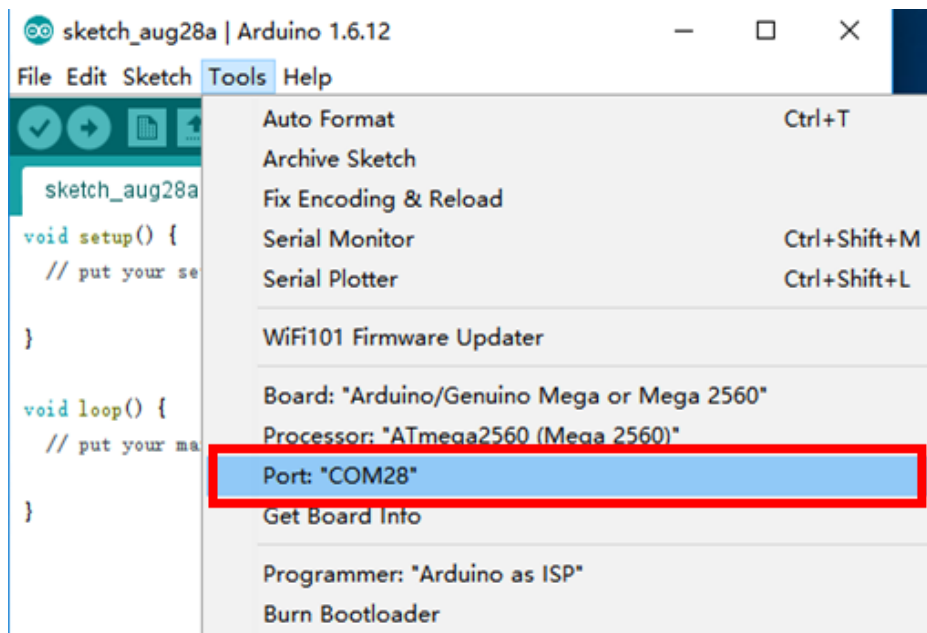 sketch_aug28a | Arduino 1.6.12
File Edit Sketch Tools Help
Auto Format Ctrl+T
Archive Sketch
sketch_aug28a
Fix Encoding & Reload
void setup() {
Serial Monitor Ctrl+Shift+M
// put your se
Serial Plotter Ctrl+Shift+L
}
WiFi101 Firmware Updater
Board: "Arduino/Genuino Mega or Mega 2560"
void loop() {
Processor: "ATmega2560 (Mega 2560)"
// put your ma
Port: "COM28"
}
Get Board Info
Programmer: "Arduino as ISP"
Burn Bootloader